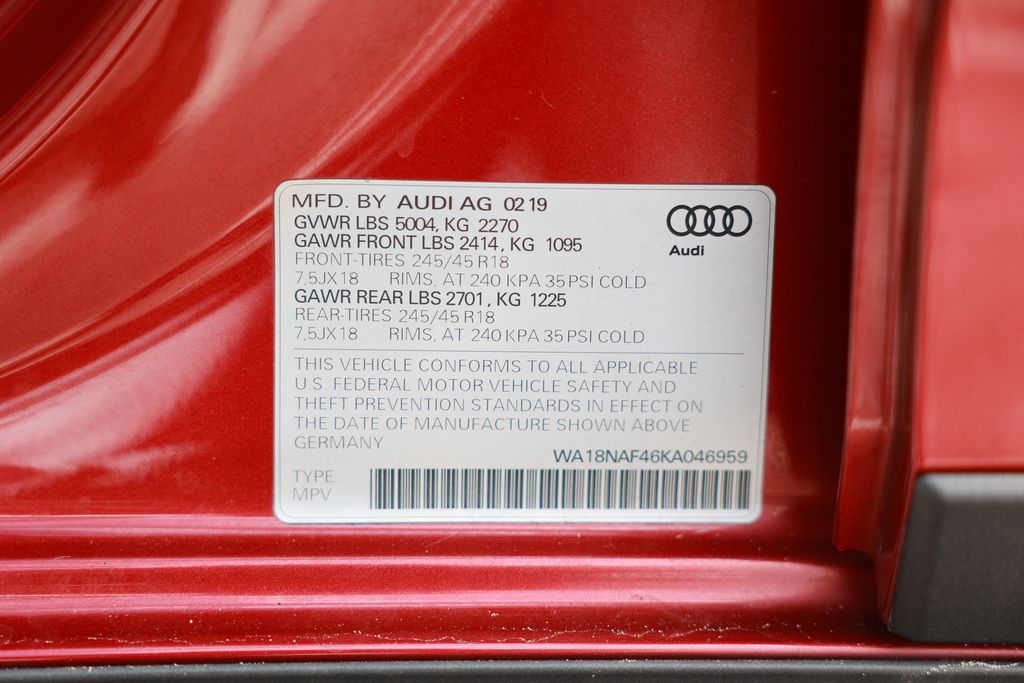 MFD. BY AUDI AG 02 19
GVWR LBS 5004, KG 2270
GAWR FRONT LBS 2414, KG 1095
FRONT-TIRES 245/45 R18
7,5JX18 RIMS, AT 240 KPA 35 PSI COLD
GAWR REAR LBS 2701, KG 1225
REAR-TIRES 245/45 R18
7,5JX18 RIMS, AT 240 KPA 35 PSI COLD
Audi
THIS VEHICLE CONFORMS TO ALL APPLICABLE
U.S. FEDERAL MOTOR VEHICLE SAFETY AND
THEFT PREVENTION STANDARDS IN EFFECT ON
THE DATE OF MANUFACTURE SHOWN ABOVE
GERMANY
WA18NAF46KA046959
TYPE:
MPV